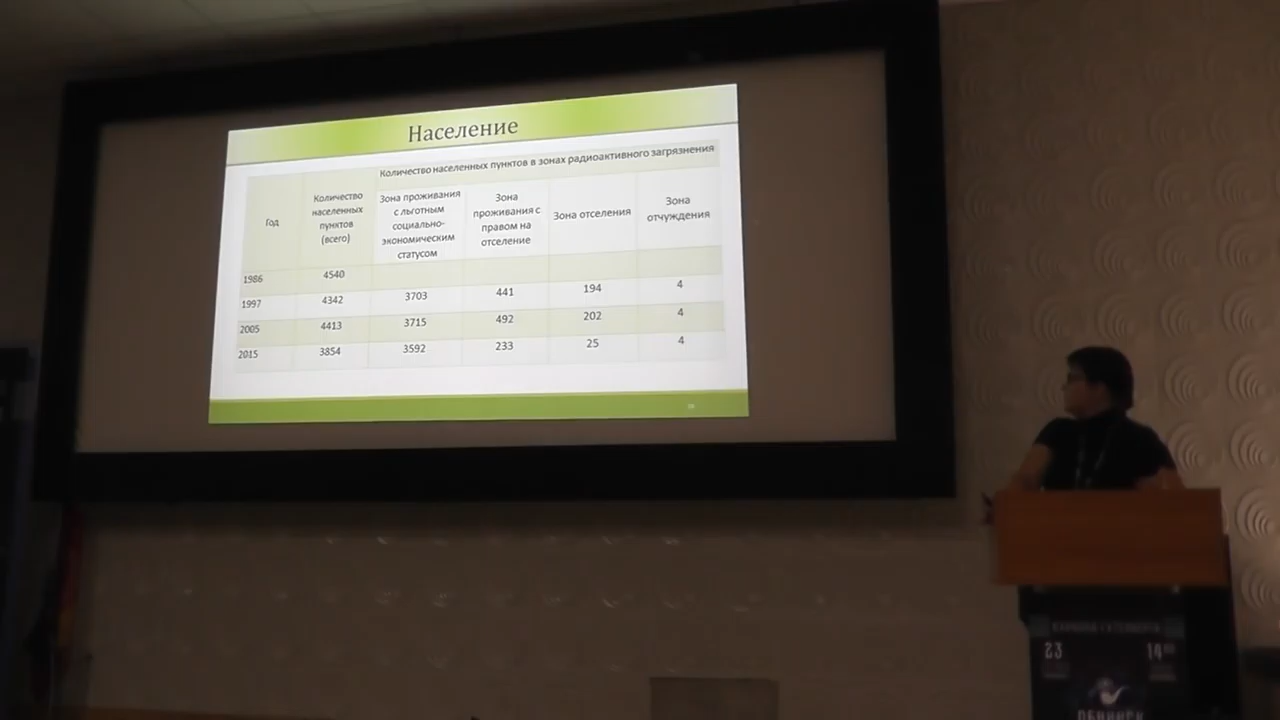 Население
Количество населенных пунктов в зонах радиоактивного загрязнения
Год
Количество
населенных
пунктов
(всего)
Зона проживания
с льготным
социально-
экономическим
статусом
Зона
проживания с
правом на
отселение
Зона отселения
Зона
отчуждения
1986 4540
1997 4342 3703 441 194 4
2005 4413 3715 492 202 4
2015 3854 3592 233 25 4
23
14